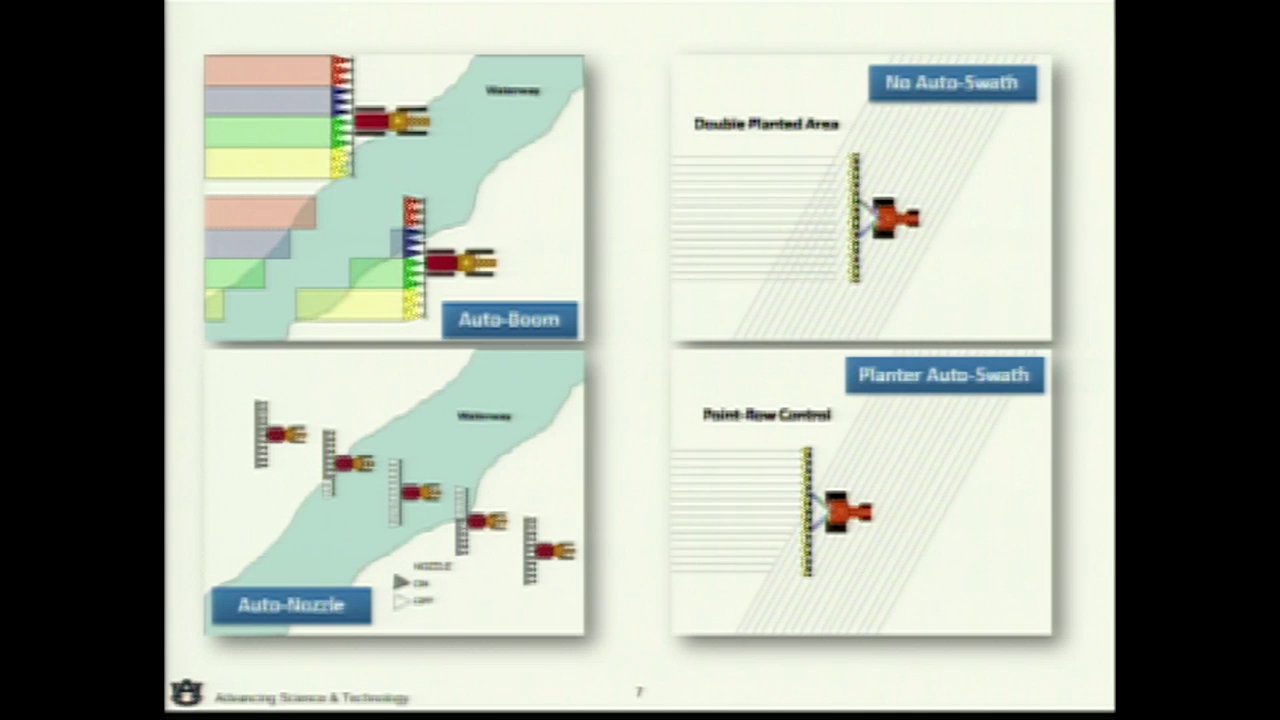 Waterway
Auto-Boom
No Auto-Swath
Double Planted Area
Waterway
NOZZLE
ON
OFF
Auto-Nozzle
Planter Auto-Swath
Point-Row Control
Advancing Science & Technology
7